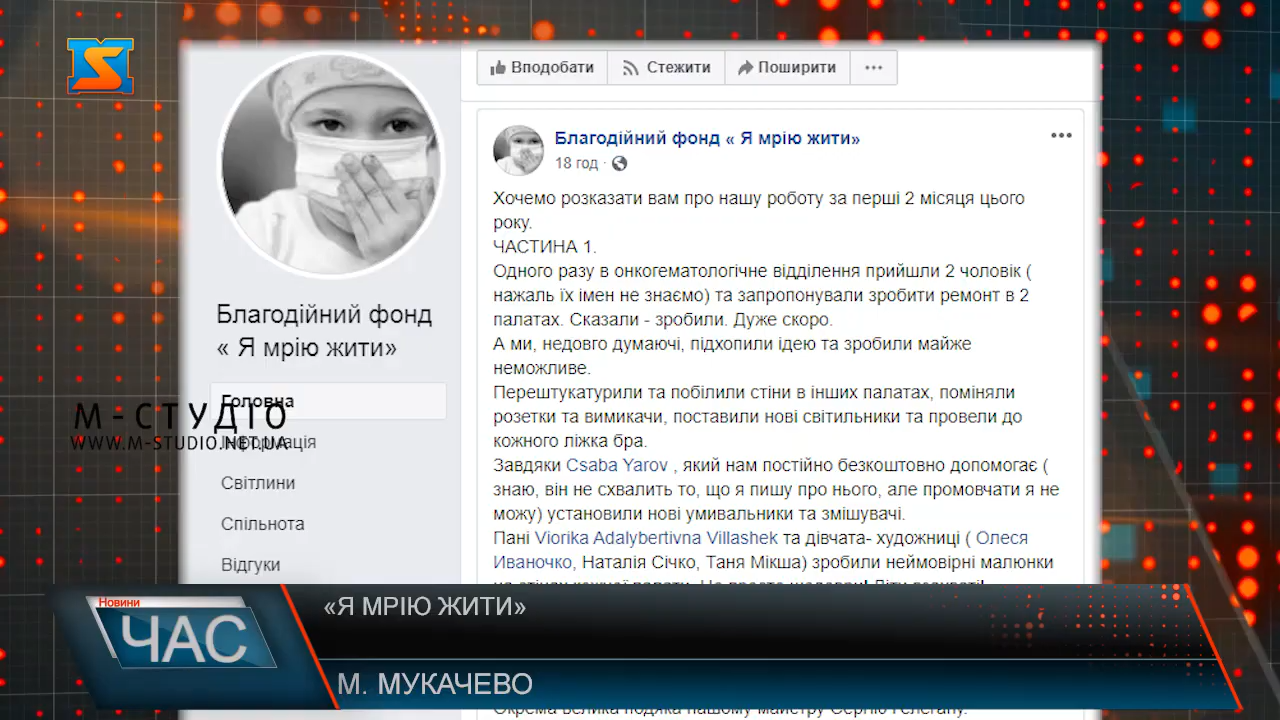 Вподобати
Стежити
Поширити
Благодійний фонд « Я мрію жити»
18 год
Хочемо розказати вам про нашу роботу за перші 2 місяця цього
року.
ЧАСТИНА 1.
Одного разу в онкогематологічне відділення прийшли 2 чоловік (
нажаль їх імен не знаємо) та запропонували зробити ремонт в 2
палатах. Сказали - зробили. Дуже скоро.
А ми, недовго думаючі, підхопили ідею та зробили майже
неможливе.
Перештукатурили та побілили стіни в інших палатах, поміняли
розетки та вимикачи, поставили нові світильники та провели до
кожного ліжка бра.
Завдяки Csaba Yarov , який нам постійно безкоштовно допомогає (
знаю, він не схвалить то, що я пишу про нього, але промовчати я не
можу) установили нові умивальники та змішувачі.
Пані Viorika Adalybertivna Villashek та дівчата- художниці ( Олеся
Иваночко, Наталія Січко, Таня Мікша) зробили неймовірні малюнки
Благодійний фонд
« Я мрію жити»
Головна
М-СТУДІО
WWW.M-STUDIO.NET.UA
Інформація
Світлини
Спільнота
Відгуки
Новини
ЧАС
«Я МРІЮ ЖИТИ»
М. МУКАЧЕВО